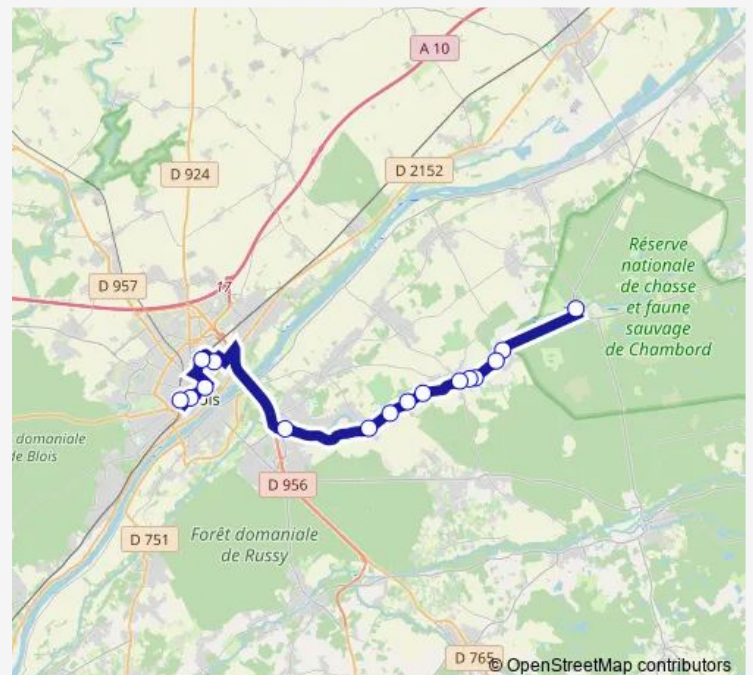 A 10
D 924
D 2152
Réserve
nationale
de chasse
et faune
sauvage
de Chambord
D 957
17
ois
domaniale
de Blois
D 956
D 751
Forêt domaniale
de Russy
D 765
© OpenStreetMap contributors